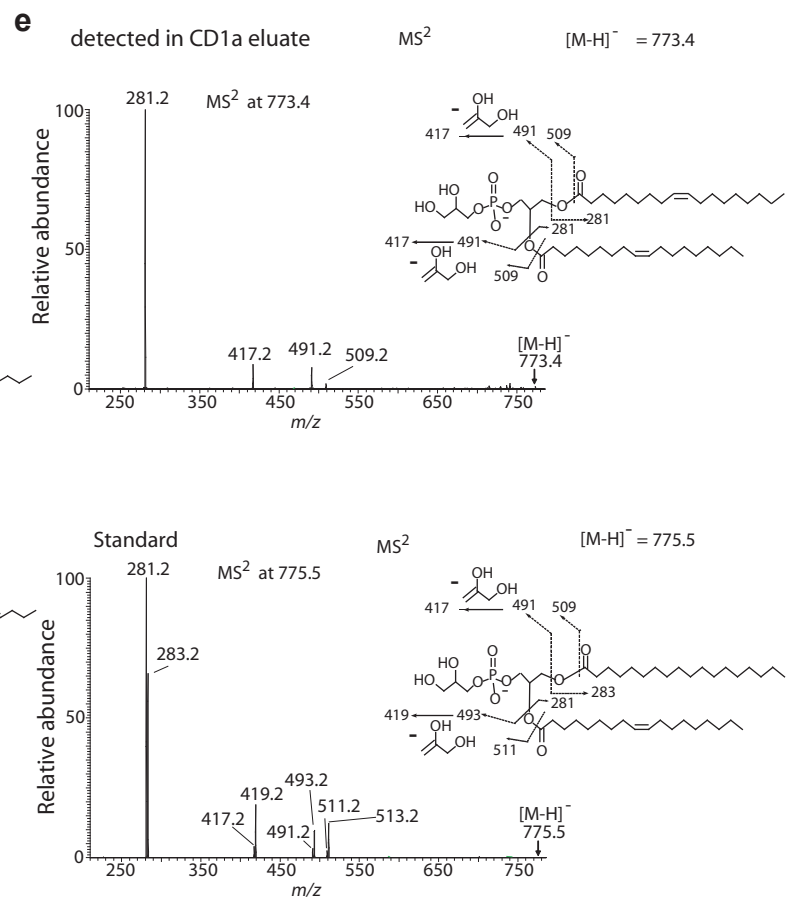 e
detected in CD1a eluate MS2 [M-H]- = 773.4
MS2 at 773.4
Relative abundance
100
50
0
281.2
417.2
491.2
509.2
[M-H]-
773.4
250 350 450 550 650 750
m/z
- OH
OH
417 491 509
HO
HO O P O O O
O
O-
281
281
417 491 O
- OH
OH
509 O
Standard MS2 [M-H]- = 775.5
MS2 at 775.5
Relative abundance
100
50
0
281.2
283.2
417.2
419.2
491.2
493.2
511.2
513.2
[M-H]-
775.5
250 350 450 550 650 750
m/z
- OH
OH
417 491 509
HO
HO O P O O O
O
O-
283
281
419 493 O
- OH
OH
511 O